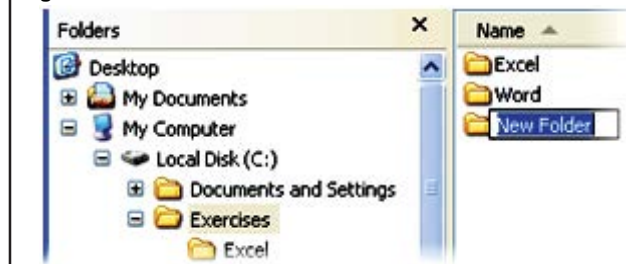 Folders
Desktop
My Documents
My Computer
Local Disk (C:)
Documents and Settings
Exercises
Excel
Name
Excel
Word
New Folder